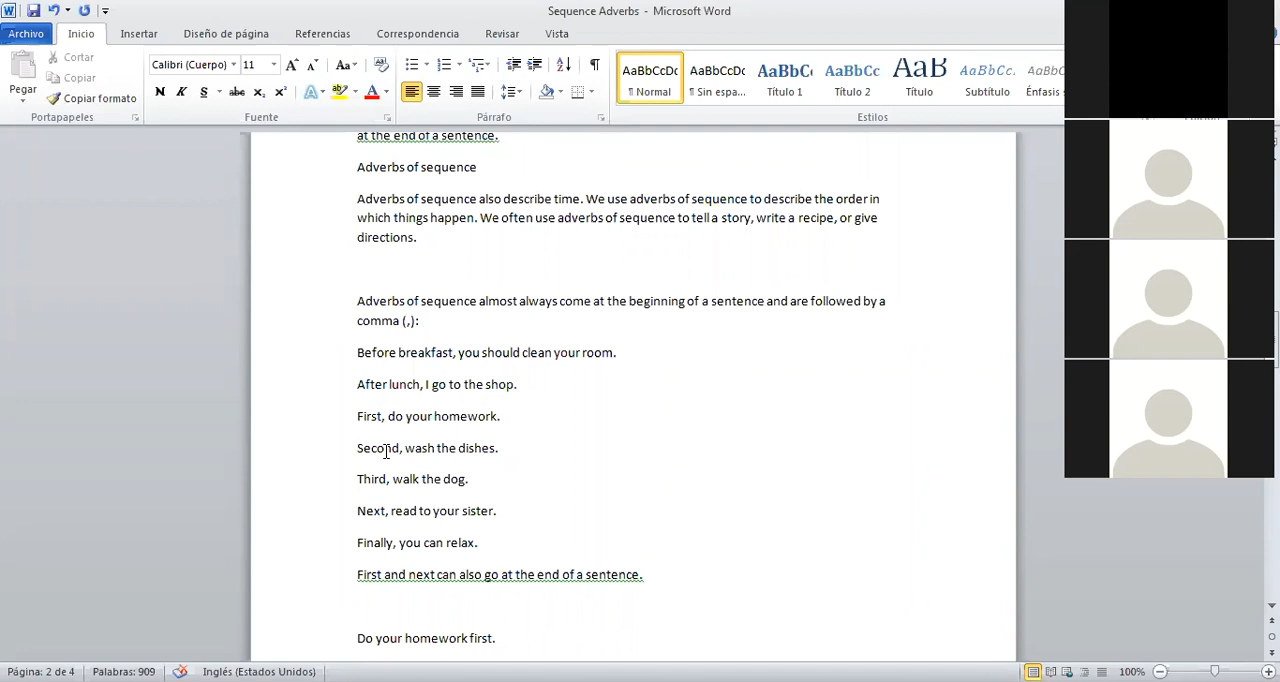 Sequence Adverbs - Microsoft Word
Archivo Inicio Insertar Diseño de página Referencias Correspondencia Revisar Vista
Pegar
Cortar
Copiar
Copiar formato
Portapapeles
Calibri (Cuerpo) 11
N K S abc x₂ x²
Fuente
Párrafo
AaBbCcDc AaBbCcDc AaBbC AaBbCc AaB AaBbCc. AaBbCc
¶ Normal ¶ Sin espa... Título 1 Título 2 Título Subtítulo Énfasis
Estilos
at the end of a sentence.
Adverbs of sequence
Adverbs of sequence also describe time. We use adverbs of sequence to describe the order in
which things happen. We often use adverbs of sequence to tell a story, write a recipe, or give
directions.
Adverbs of sequence almost always come at the beginning of a sentence and are followed by a
comma (,):
Before breakfast, you should clean your room.
After lunch, I go to the shop.
First, do your homework.
Second, wash the dishes.
Third, walk the dog.
Next, read to your sister.
Finally, you can relax.
First and next can also go at the end of a sentence.
Do your homework first.
Página: 2 de 4 Palabras: 909 Inglés (Estados Unidos) 100%